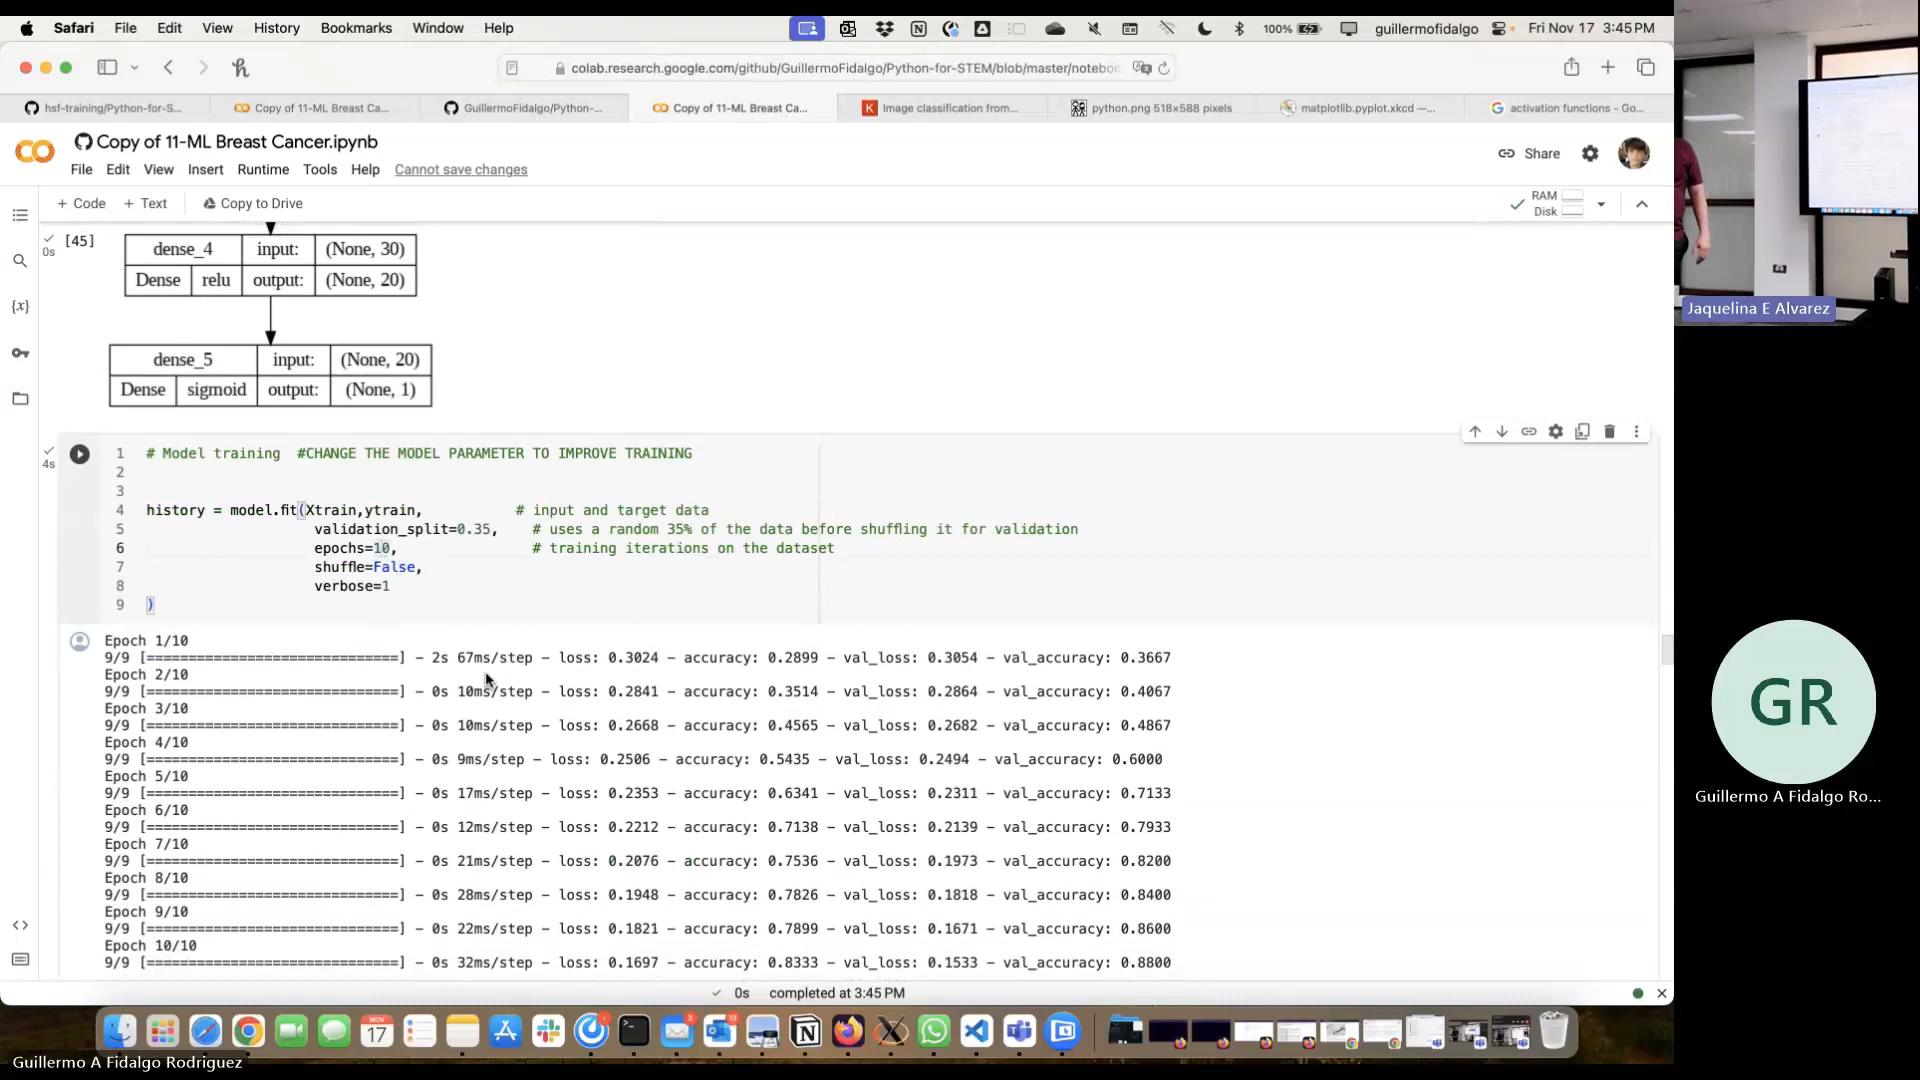 Safari File Edit View History Bookmarks Window Help 100% guillermofidalgo Fri Nov 17 3:45 PM
colab.research.google.com/github/GuillermoFidalgo/Python-for-STEM/blob/master/noteboo
hsf-training/Python-for-S... Copy of 11-ML Breast Ca... GuillermoFidalgo/Python-... Copy of 11-ML Breast Ca... Image classification from... python.png 518×588 pixels matplotlib.pyplot.xkcd —... activation functions - Go...
Copy of 11-ML Breast Cancer.ipynb
Share
File Edit View Insert Runtime Tools Help Cannot save changes
+ Code + Text Copy to Drive
RAM
Disk
[45]
0s
dense_4 input: (None, 30)
Dense relu output: (None, 20)
dense_5 input: (None, 20)
Dense sigmoid output: (None, 1)
4s
1 # Model training #CHANGE THE MODEL PARAMETER TO IMPROVE TRAINING
2
3
4 history = model.fit(Xtrain,ytrain, # input and target data
5 validation_split=0.35, # uses a random 35% of the data before shuffling it for validation
6 epochs=10, # training iterations on the dataset
7 shuffle=False,
8 verbose=1
9 )
Epoch 1/10
9/9 [==============================] - 2s 67ms/step - loss: 0.3024 - accuracy: 0.2899 - val_loss: 0.3054 - val_accuracy: 0.3667
Epoch 2/10
9/9 [==============================] - 0s 10ms/step - loss: 0.2841 - accuracy: 0.3514 - val_loss: 0.2864 - val_accuracy: 0.4067
Epoch 3/10
9/9 [==============================] - 0s 10ms/step - loss: 0.2668 - accuracy: 0.4565 - val_loss: 0.2682 - val_accuracy: 0.4867
Epoch 4/10
9/9 [==============================] - 0s 9ms/step - loss: 0.2506 - accuracy: 0.5435 - val_loss: 0.2494 - val_accuracy: 0.6000
Epoch 5/10
9/9 [==============================] - 0s 17ms/step - loss: 0.2353 - accuracy: 0.6341 - val_loss: 0.2311 - val_accuracy: 0.7133
Epoch 6/10
9/9 [==============================] - 0s 12ms/step - loss: 0.2212 - accuracy: 0.7138 - val_loss: 0.2139 - val_accuracy: 0.7933
Epoch 7/10
9/9 [==============================] - 0s 21ms/step - loss: 0.2076 - accuracy: 0.7536 - val_loss: 0.1973 - val_accuracy: 0.8200
Epoch 8/10
9/9 [==============================] - 0s 28ms/step - loss: 0.1948 - accuracy: 0.7826 - val_loss: 0.1818 - val_accuracy: 0.8400
Epoch 9/10
9/9 [==============================] - 0s 22ms/step - loss: 0.1821 - accuracy: 0.7899 - val_loss: 0.1671 - val_accuracy: 0.8600
Epoch 10/10
9/9 [==============================] - 0s 32ms/step - loss: 0.1697 - accuracy: 0.8333 - val_loss: 0.1533 - val_accuracy: 0.8800
0s completed at 3:45 PM
NOV
17
Guillermo A Fidalgo Rodriguez
Jaquelina E Alvarez
GR
Guillermo A Fidalgo Ro...